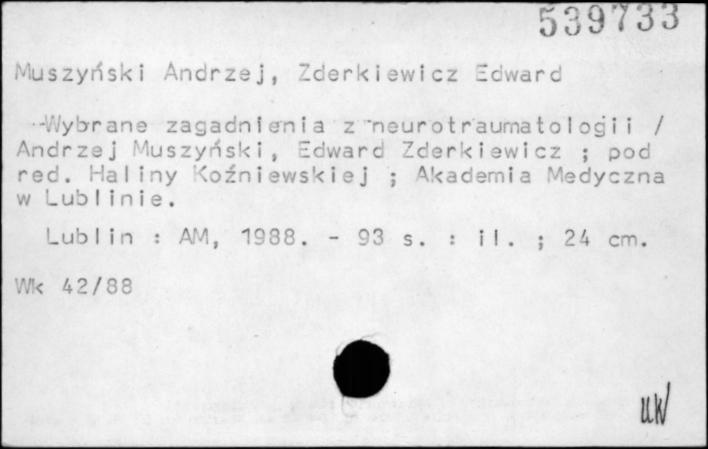 539733
Muszyński Andrzej, Zderkiewicz Edward
Wybrane zagadnienia z neurotraumatologii /
Andrzej Muszyński, Edward Zderkiewicz ; pod
red. Haliny Koźniewskiej ; Akademia Medyczna
w Lublinie.
Lublin : AM, 1988. - 93 s. : il. ; 24 cm.
Wk 42/88